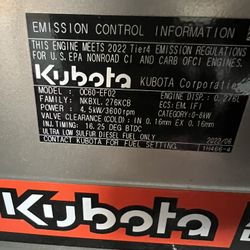 EMISSION CONTROL INFORMATION
THIS ENGINE MEETS 2022 Tier4 EMISSION REGULATIONS
FOR U.S.EPA NONROAD CI AND CARB OFCI ENGINES.
Kubota KUBOTA Corporation
MODEL : OC60-EF02 ENGINE DISP.: 0.276L
FAMILY : NKBXL.276KCB ECS:EM.IFI
POWER : 4.5kW/3600rpm CATEGORY:0-8kW
VALVE CLEARANCE(COLD): IN 0.16mm EX 0.16mm
INJ.TIMING: 16.25 DEG BTDC
ULTRA LOW SULFUR DIESEL FUEL ONLY 2022/06
CONTACT KUBOTA FOR FUEL SETTING. 1H466-4
Kubota